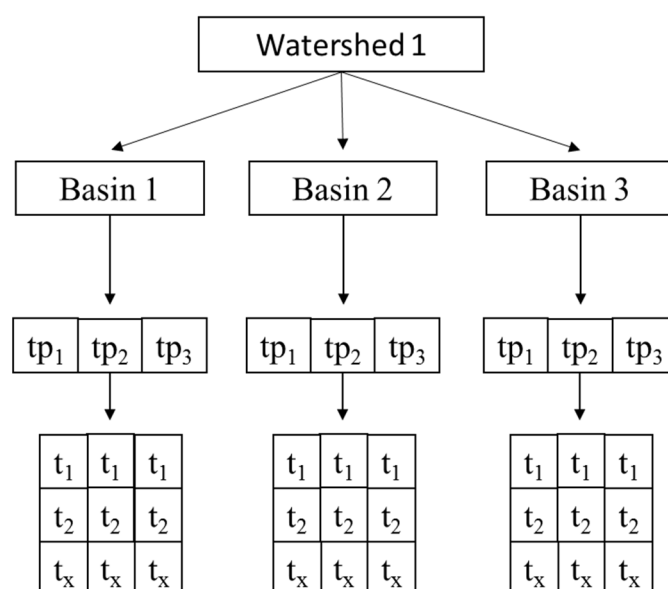 Watershed 1
Basin 1 Basin 2 Basin 3
tp₁ tp₂ tp₃ tp₁ tp₂ tp₃ tp₁ tp₂ tp₃
t₁ t₁ t₁ t₁ t₁ t₁ t₁ t₁ t₁
t₂ t₂ t₂ t₂ t₂ t₂ t₂ t₂ t₂
tₓ tₓ tₓ tₓ tₓ tₓ tₓ tₓ tₓ